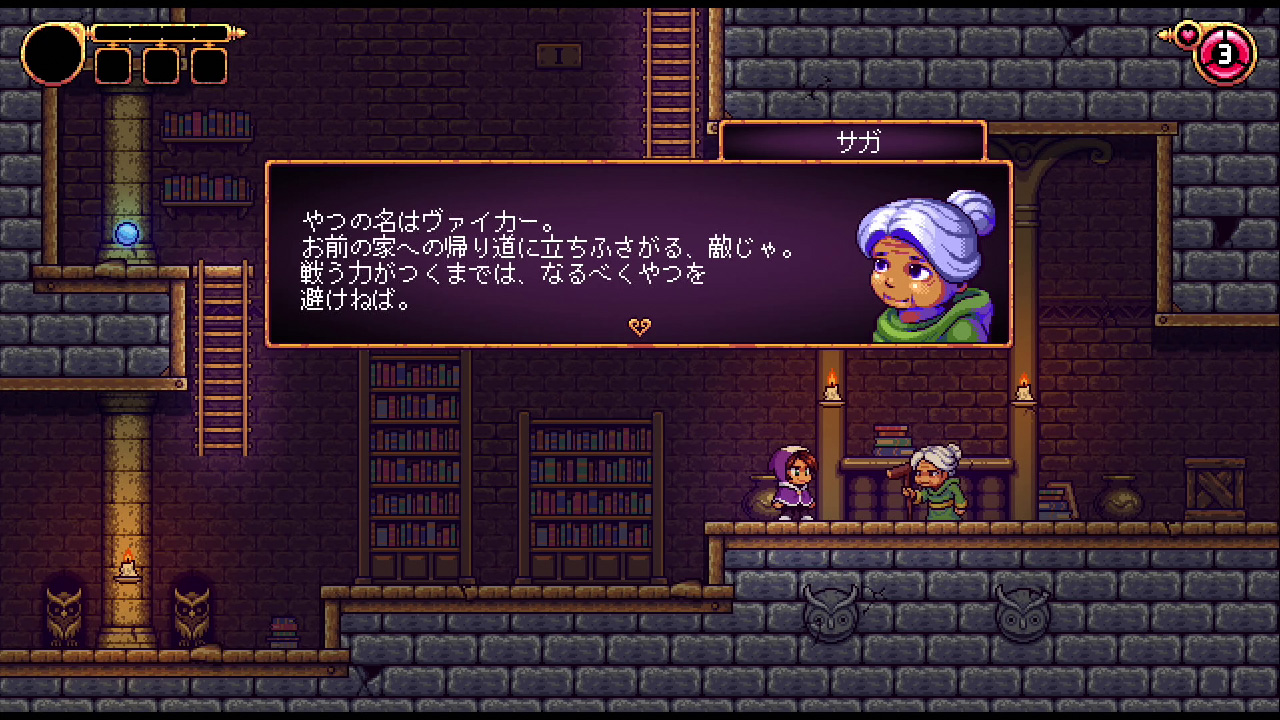 I
3
サガ
やつの名はヴァイカー。
お前の家への帰り道に立ちふさがる、敵じゃ。
戦う力がつくまでは、なるべくやつを
避けねば。